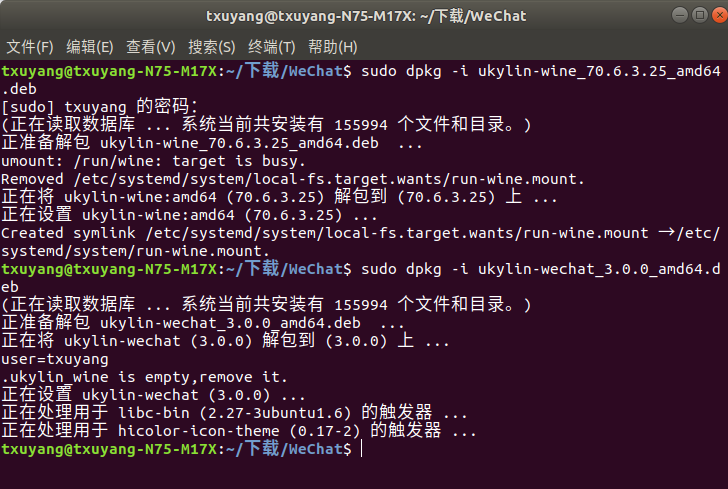 txuyang@txuyang-N75-M17X: ~/下载/WeChat
文件(F) 编辑(E) 查看(V) 搜索(S) 终端(T) 帮助(H)
txuyang@txuyang-N75-M17X:~/下载/WeChat$ sudo dpkg -i ukylin-wine_70.6.3.25_amd64
.deb
[sudo] txuyang 的密码：
(正在读取数据库 ... 系统当前共安装有 155994 个文件和目录。)
正准备解包 ukylin-wine_70.6.3.25_amd64.deb  ...
umount: /run/wine: target is busy.
Removed /etc/systemd/system/local-fs.target.wants/run-wine.mount.
正在将 ukylin-wine:amd64 (70.6.3.25) 解包到 (70.6.3.25) 上 ...
正在设置 ukylin-wine:amd64 (70.6.3.25) ...
Created symlink /etc/systemd/system/local-fs.target.wants/run-wine.mount → /etc/
systemd/system/run-wine.mount.
txuyang@txuyang-N75-M17X:~/下载/WeChat$ sudo dpkg -i ukylin-wechat_3.0.0_amd64.d
eb
(正在读取数据库 ... 系统当前共安装有 155994 个文件和目录。)
正准备解包 ukylin-wechat_3.0.0_amd64.deb  ...
正在将 ukylin-wechat (3.0.0) 解包到 (3.0.0) 上 ...
user=txuyang
.ukylin_wine is empty,remove it.
正在设置 ukylin-wechat (3.0.0) ...
正在处理用于 libc-bin (2.27-3ubuntu1.6) 的触发器 ...
正在处理用于 hicolor-icon-theme (0.17-2) 的触发器 ...
txuyang@txuyang-N75-M17X:~/下载/WeChat$